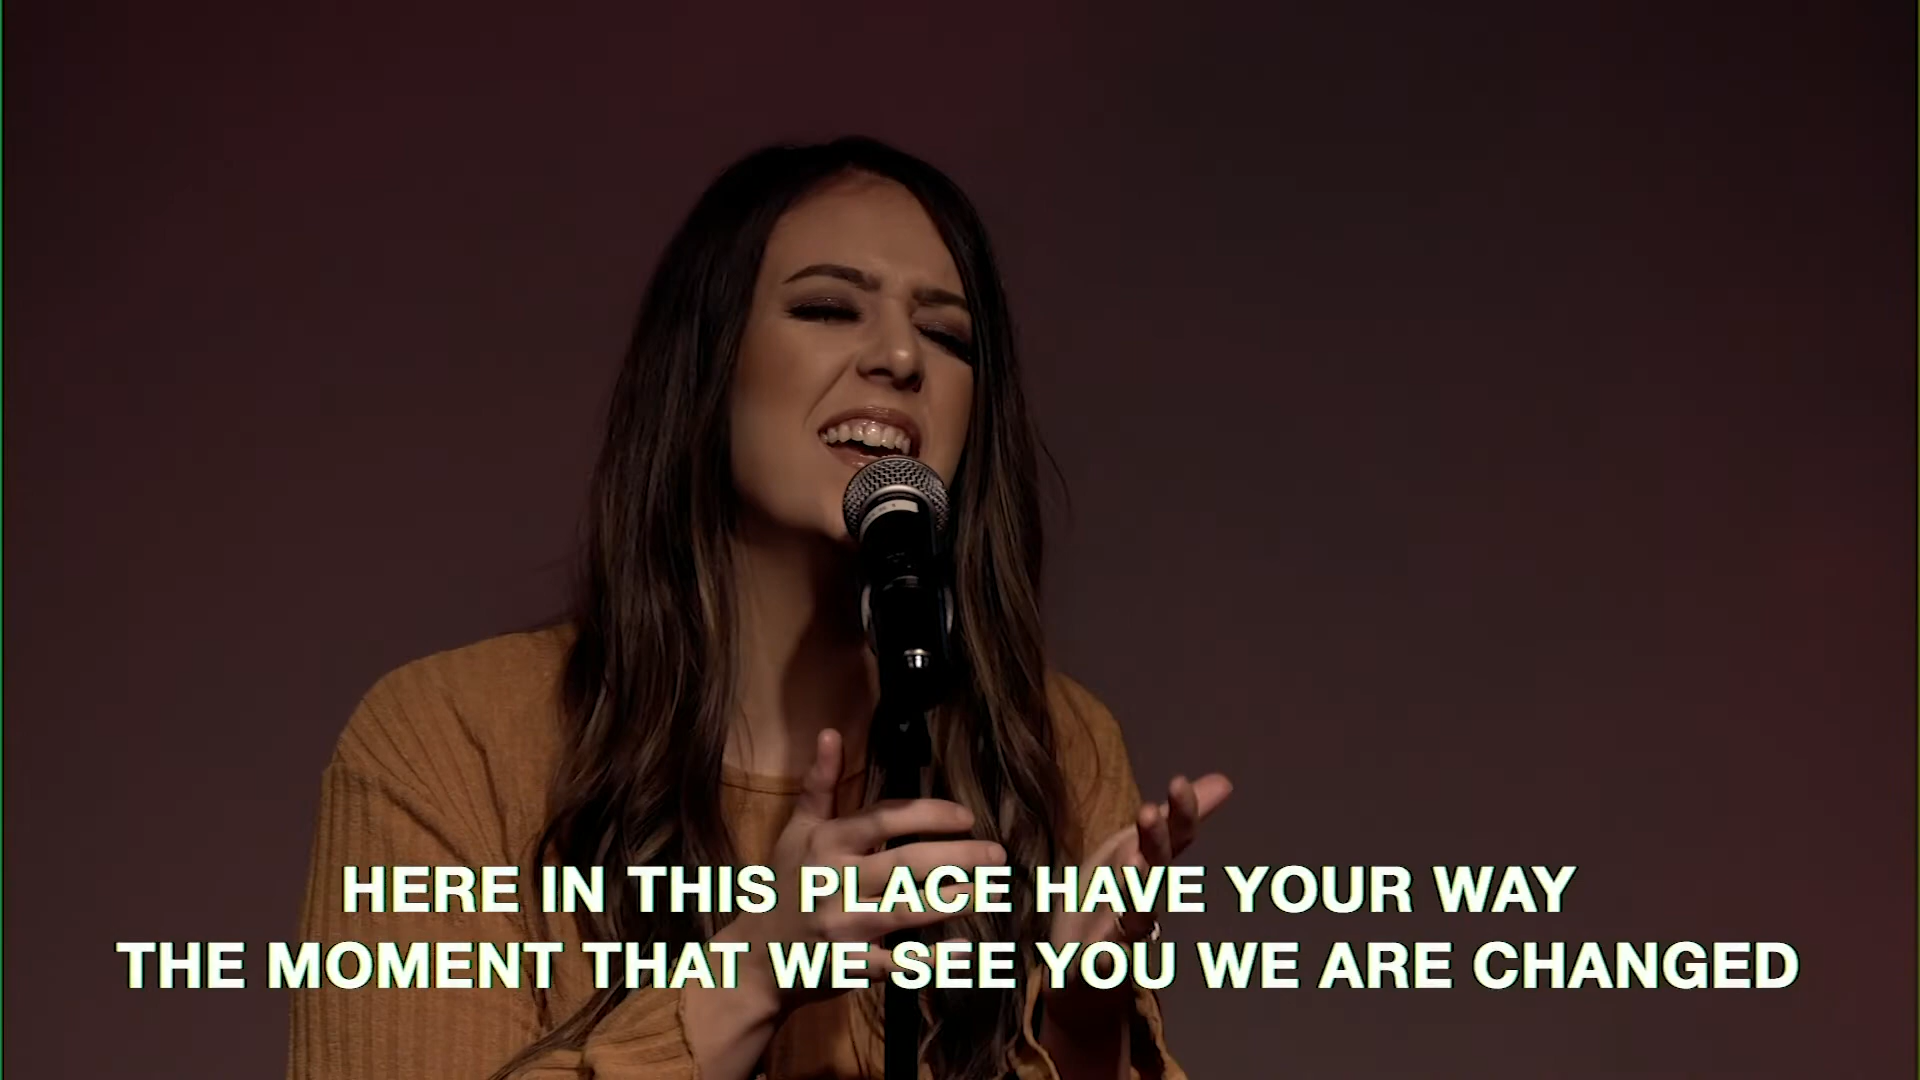 HERE IN THIS PLACE HAVE YOUR WAY
THE MOMENT THAT WE SEE YOU WE ARE CHANGED